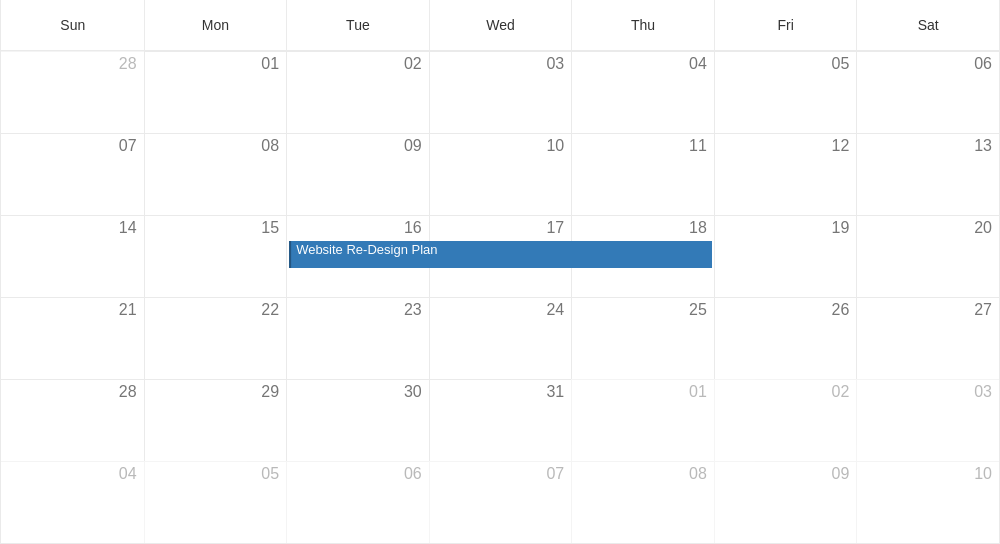 Sun Mon Tue Wed Thu Fri Sat
28 01 02 03 04 05 06
07 08 09 10 11 12 13
14 15 16 17 18 19 20
Website Re-Design Plan
21 22 23 24 25 26 27
28 29 30 31 01 02 03
04 05 06 07 08 09 10